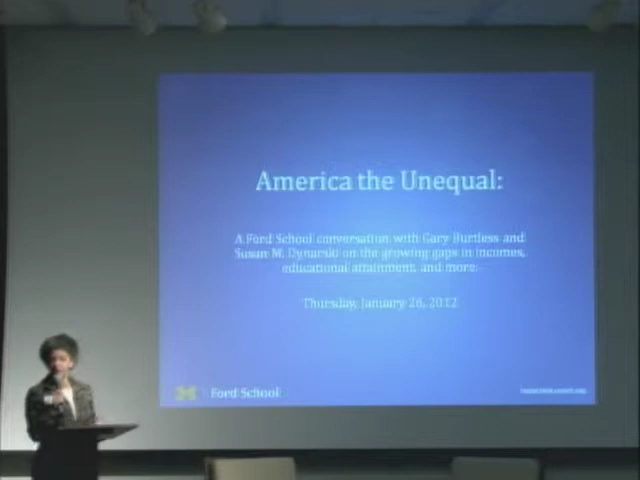 America the Unequal:
A Ford School conversation with Gary Burtless and
Susan M. Dynarski on the growing gaps in incomes,
educational attainment, and more.
Thursday, January 26, 2012
M Ford School